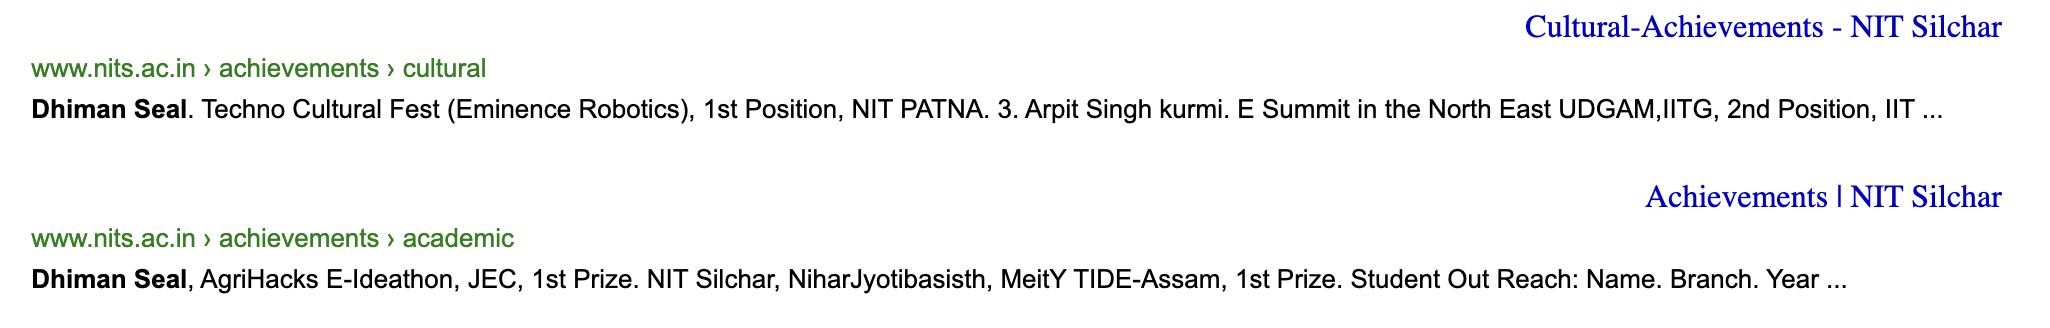 Cultural-Achievements - NIT Silchar
www.nits.ac.in › achievements › cultural
Dhiman Seal. Techno Cultural Fest (Eminence Robotics), 1st Position, NIT PATNA. 3. Arpit Singh kurmi. E Summit in the North East UDGAM,IITG, 2nd Position, IIT ...
Achievements | NIT Silchar
www.nits.ac.in › achievements › academic
Dhiman Seal, AgriHacks E-Ideathon, JEC, 1st Prize. NIT Silchar, NiharJyotibasisth, MeitY TIDE-Assam, 1st Prize. Student Out Reach: Name. Branch. Year ...